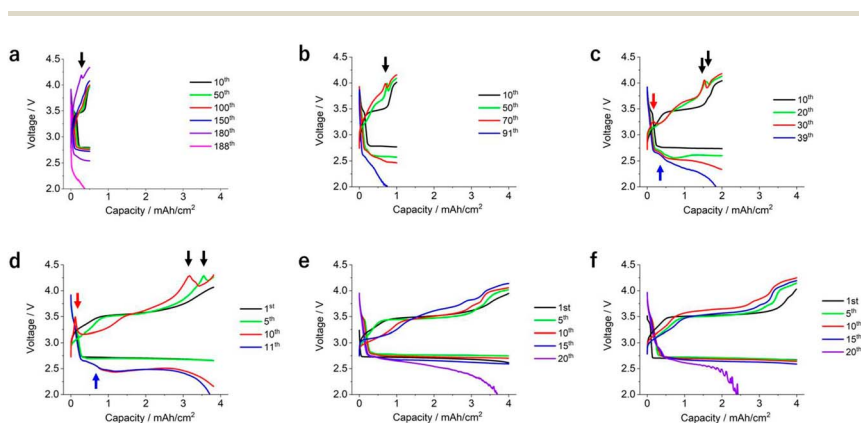 a
4.5
4.0
3.5
3.0
2.5
2.0
Voltage / V
0 1 2 3 4
Capacity / mAh/cm2
10th
50th
100th
150th
180th
188th
b
4.5
4.0
3.5
3.0
2.5
2.0
Voltage / V
0 1 2 3 4
Capacity / mAh/cm2
10th
50th
70th
91th
c
4.5
4.0
3.5
3.0
2.5
2.0
Voltage / V
0 1 2 3 4
Capacity / mAh/cm2
10th
20th
30th
39th
d
4.5
4.0
3.5
3.0
2.5
2.0
Voltage / V
0 1 2 3 4
Capacity / mAh/cm2
1st
5th
10th
11th
e
4.5
4.0
3.5
3.0
2.5
2.0
Voltage / V
0 1 2 3 4
Capacity / mAh/cm2
1st
5th
10th
15th
20th
f
4.5
4.0
3.5
3.0
2.5
2.0
Voltage / V
0 1 2 3 4
Capacity / mAh/cm2
1st
5th
10th
15th
20th